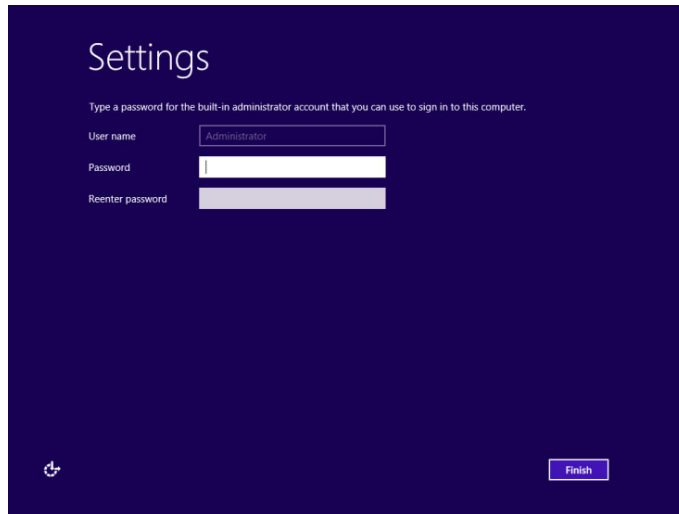 Settings
Type a password for the built-in administrator account that you can use to sign in to this computer.
User name
Administrator
Password
Reenter password
Finish